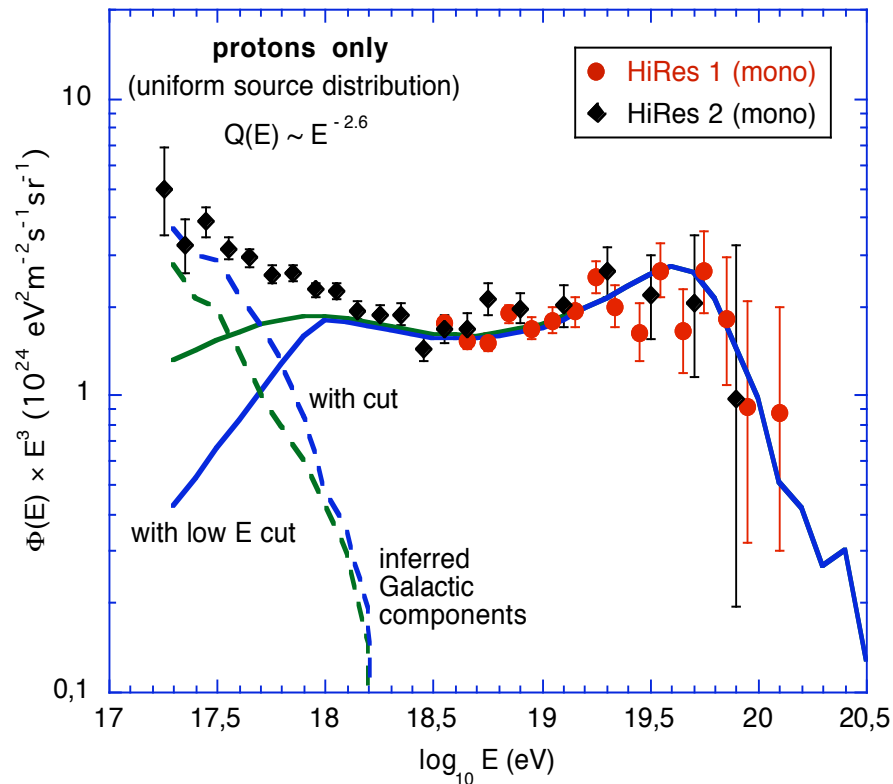 protons only
(uniform source distribution)
Q(E) ~ E^-2.6
HiRes 1 (mono)
HiRes 2 (mono)
10
1
0,1
Φ(E) × E³ (10²⁴ eV²m⁻²s⁻¹sr⁻¹)
with cut
with low E cut
inferred
Galactic
components
17
17,5
18
18,5
19
19,5
20
20,5
log₁₀ E (eV)